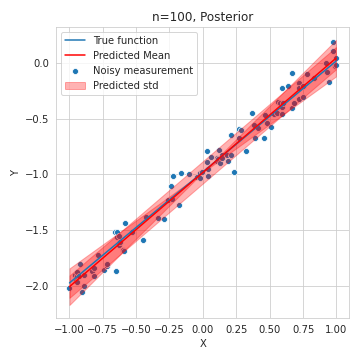 n=100, Posterior
True function
Predicted Mean
Noisy measurement
Predicted std
0.0
−0.5
−1.0
−1.5
−2.0
Y
−1.00 −0.75 −0.50 −0.25 0.00 0.25 0.50 0.75 1.00
X